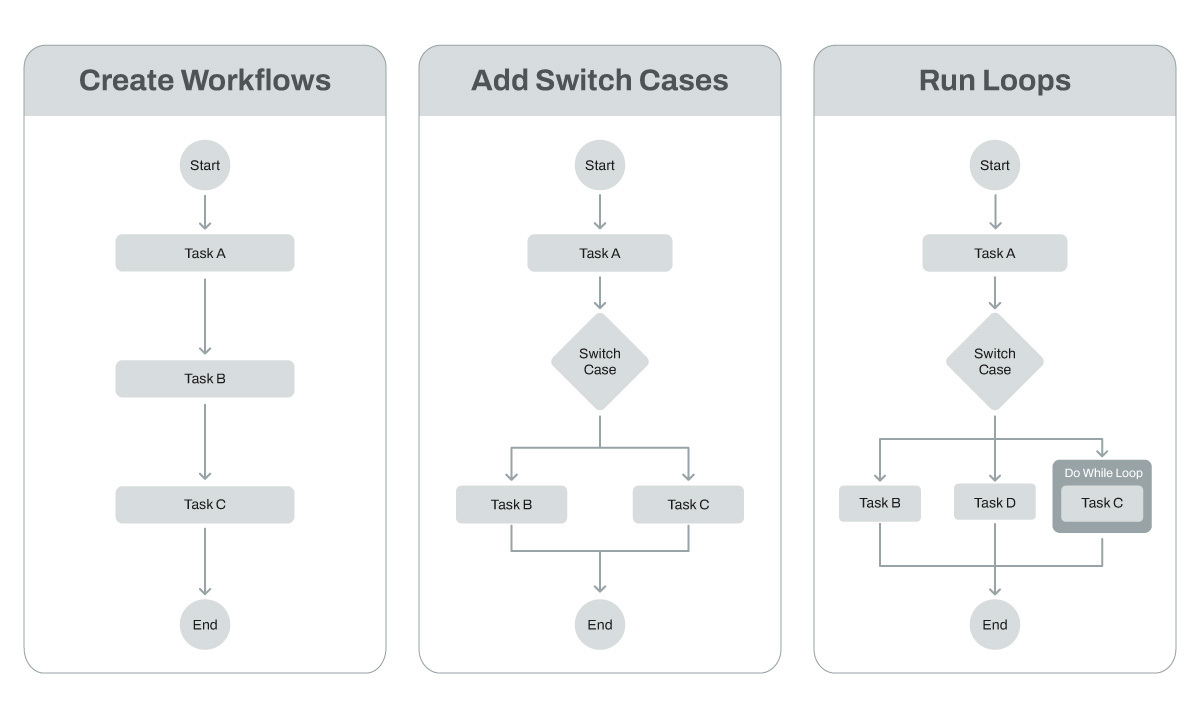 Create Workflows
Start
Task A
Task B
Task C
End
Add Switch Cases
Start
Task A
Switch
Case
Task B
Task C
End
Run Loops
Start
Task A
Switch
Case
Task B
Task D
Do While Loop
Task C
End